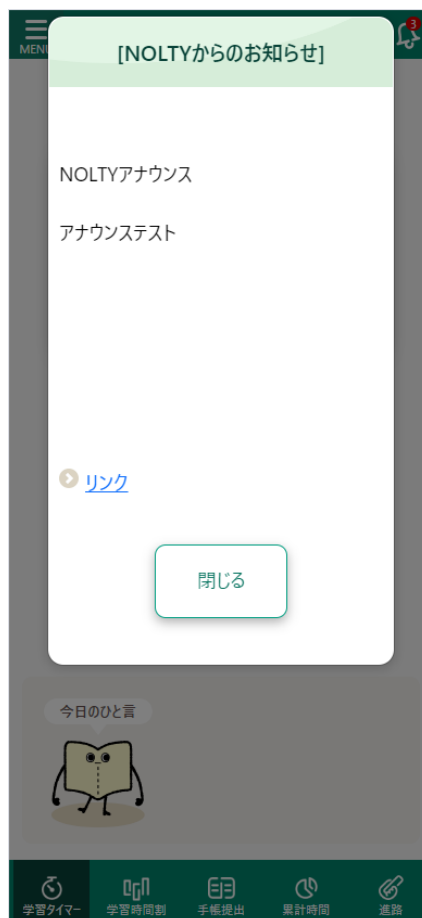 MENU
3
[NOLTYからのお知らせ]
NOLTYアナウンス
アナウンステスト
リンク
閉じる
今日のひと言
学習タイマー 学習時間割 手帳提出 累計時間 進路